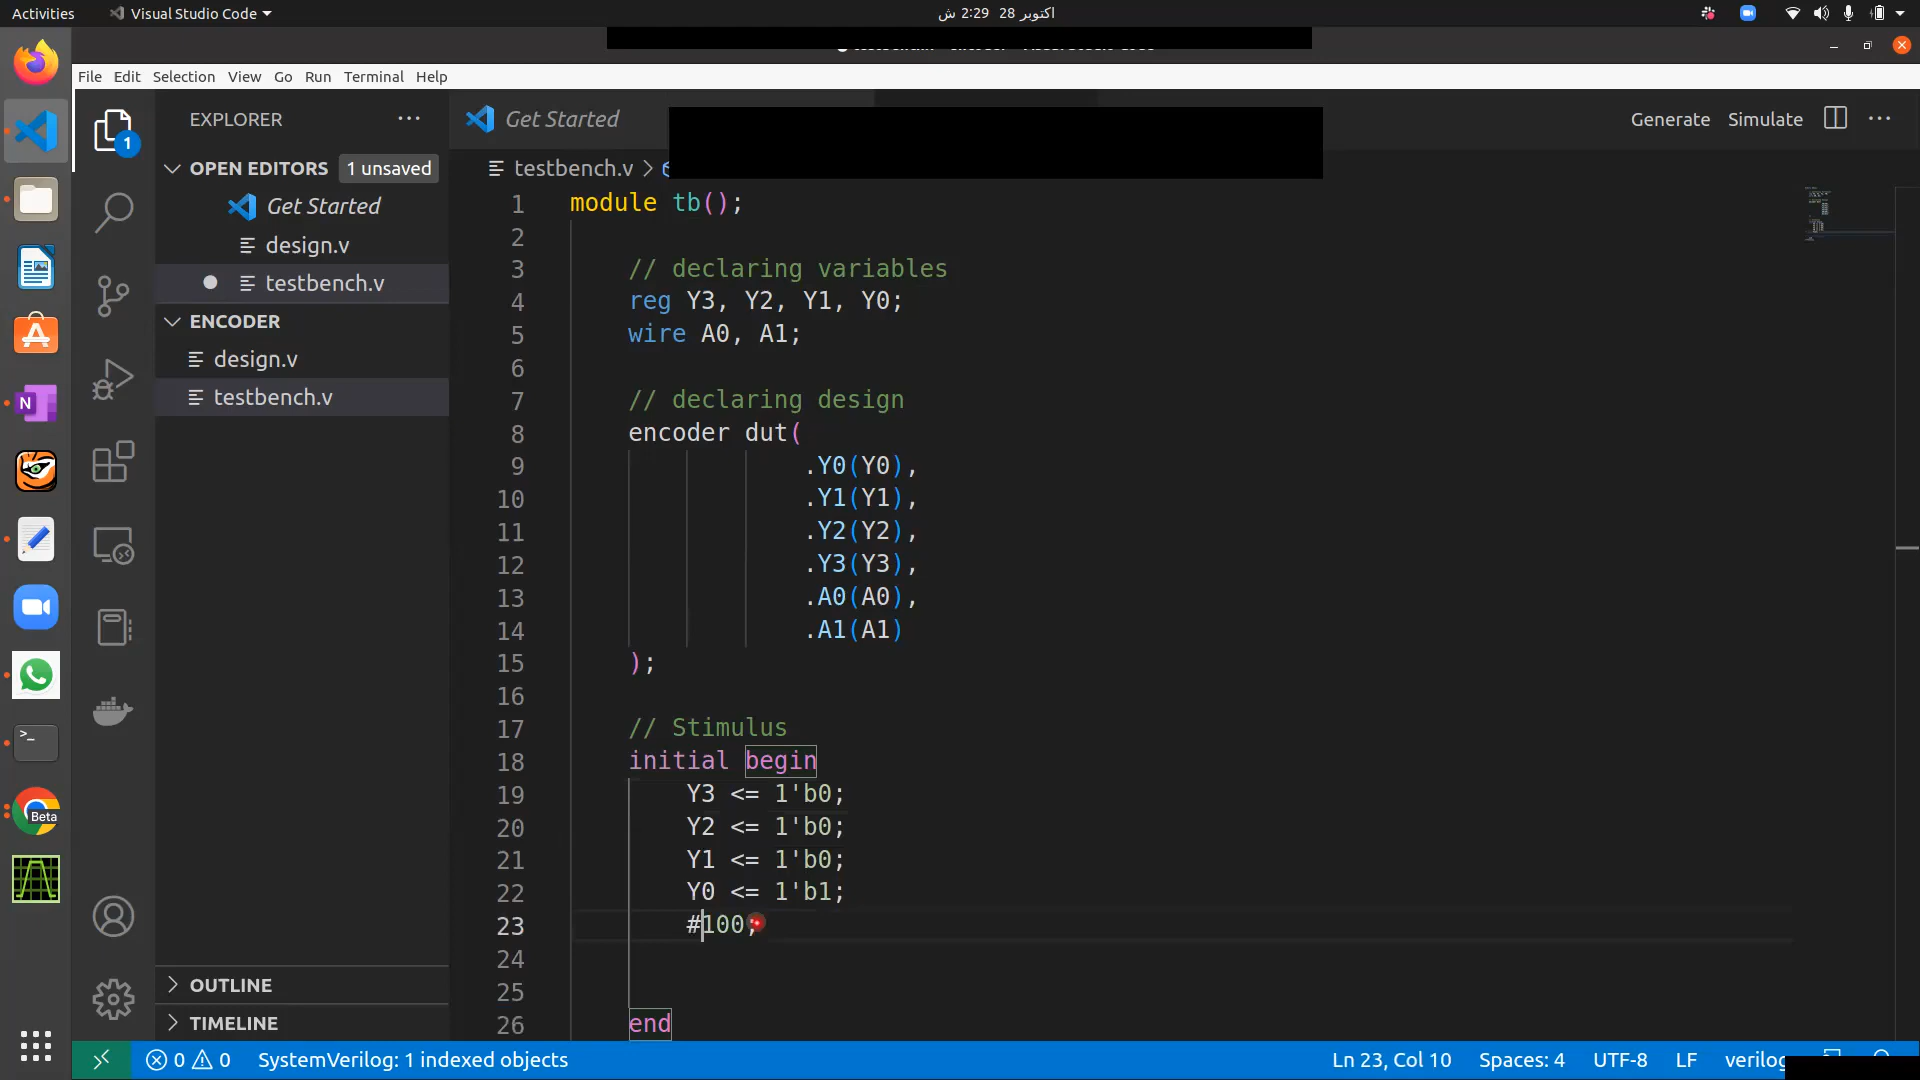 Activities
Visual Studio Code
اکتوبر 28  2:29 ش
File Edit Selection View Go Run Terminal Help
EXPLORER
Get Started
Generate
Simulate
OPEN EDITORS
1 unsaved
Get Started
design.v
testbench.v
ENCODER
design.v
testbench.v
OUTLINE
TIMELINE
1
N
Beta
>_
testbench.v >
1 module tb();
2
3 // declaring variables
4 reg Y3, Y2, Y1, Y0;
5 wire A0, A1;
6
7 // declaring design
8 encoder dut(
9 .Y0(Y0),
10 .Y1(Y1),
11 .Y2(Y2),
12 .Y3(Y3),
13 .A0(A0),
14 .A1(A1)
15 );
16
17 // Stimulus
18 initial begin
19 Y3 <= 1'b0;
20 Y2 <= 1'b0;
21 Y1 <= 1'b0;
22 Y0 <= 1'b1;
23 #100;
24
25
26 end
0 0 SystemVerilog: 1 indexed objects
Ln 23, Col 10 Spaces: 4 UTF-8 LF